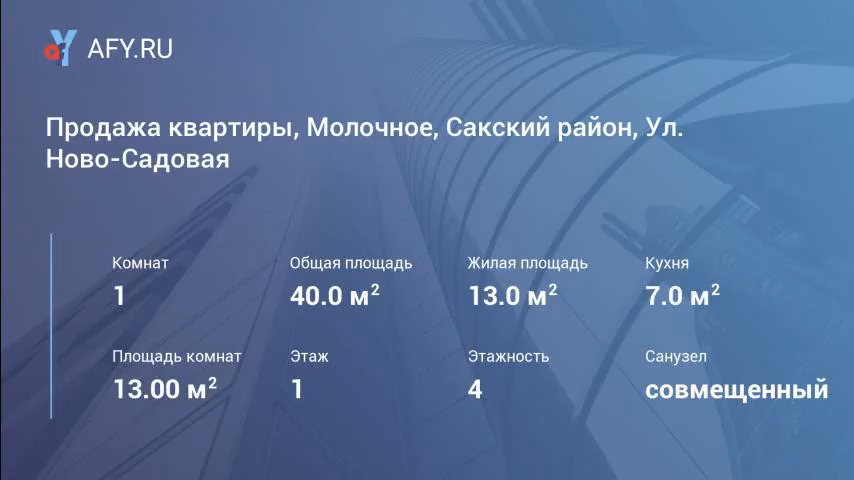 AFY.RU
Продажа квартиры, Молочное, Сакский район, Ул.
Ново-Садовая
Комнат
1
Общая площадь
40.0 м²
Жилая площадь
13.0 м²
Кухня
7.0 м²
Площадь комнат
13.00 м²
Этаж
1
Этажность
4
Санузел
совмещенный